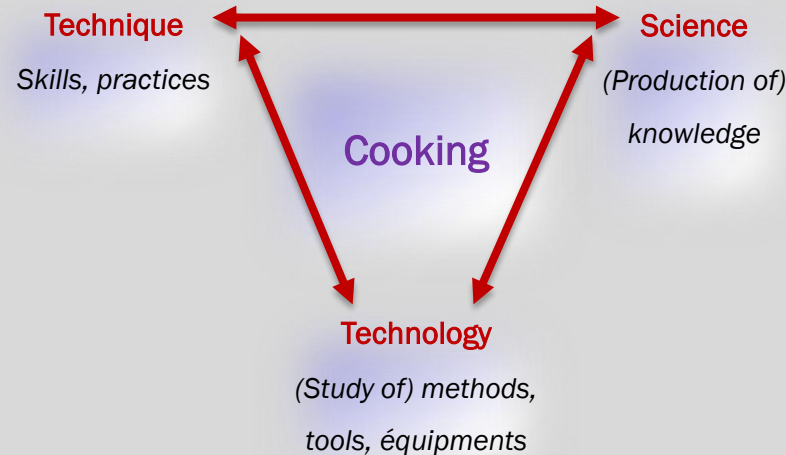 Technique
Skills, practices
Science
(Production of)
knowledge
Cooking
Technology
(Study of) methods,
tools, équipments